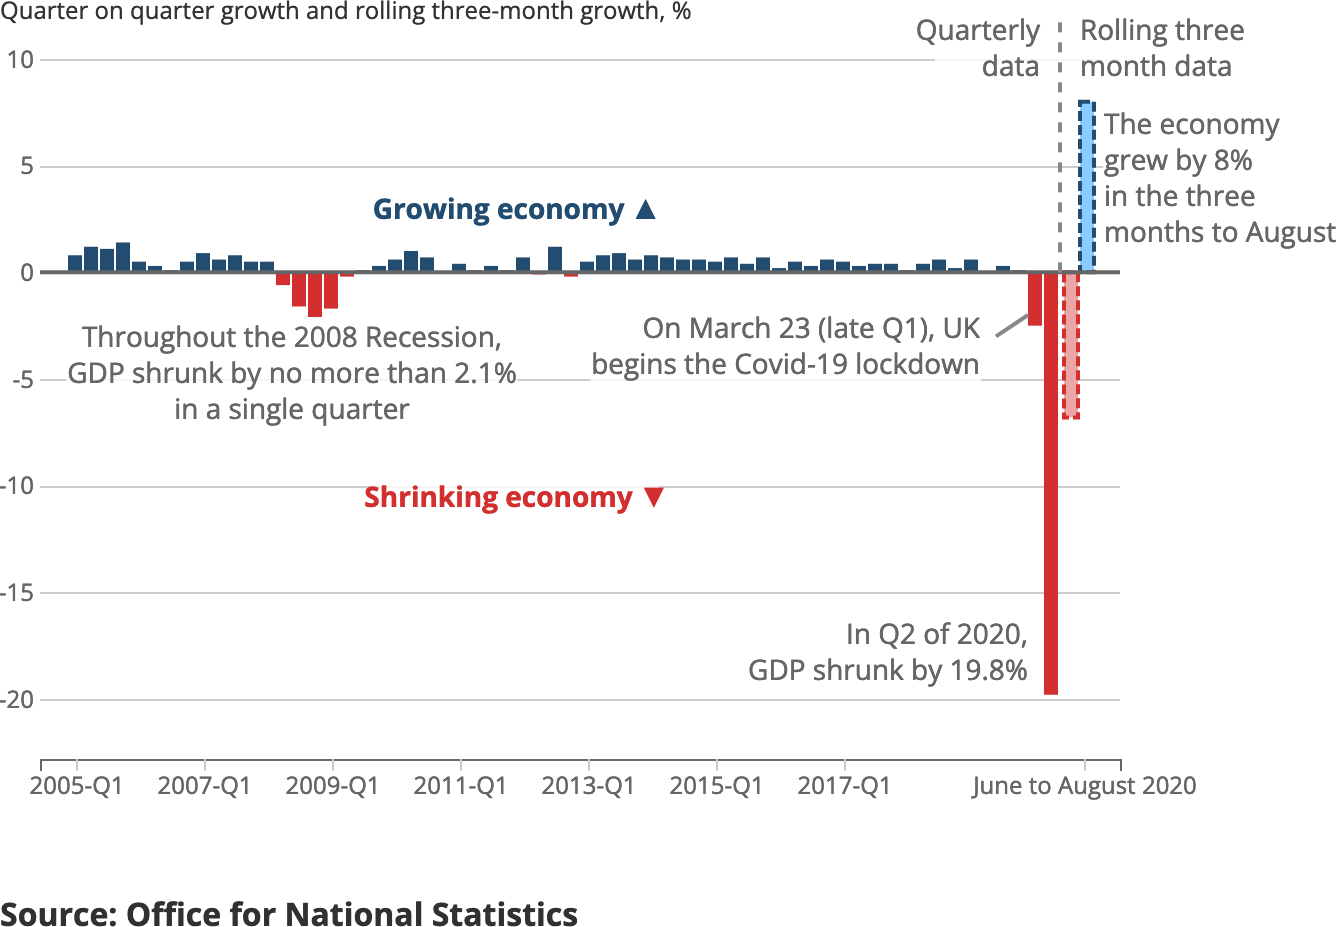 Quarter on quarter growth and rolling three-month growth, %
Quarterly
data
Rolling three
month data
10
5
0
-5
-10
-15
-20
The economy
grew by 8%
in the three
months to August
Growing economy ▲
Throughout the 2008 Recession,
GDP shrunk by no more than 2.1%
in a single quarter
On March 23 (late Q1), UK
begins the Covid-19 lockdown
Shrinking economy ▼
In Q2 of 2020,
GDP shrunk by 19.8%
2005-Q1
2007-Q1
2009-Q1
2011-Q1
2013-Q1
2015-Q1
2017-Q1
June to August 2020
Source: Office for National Statistics